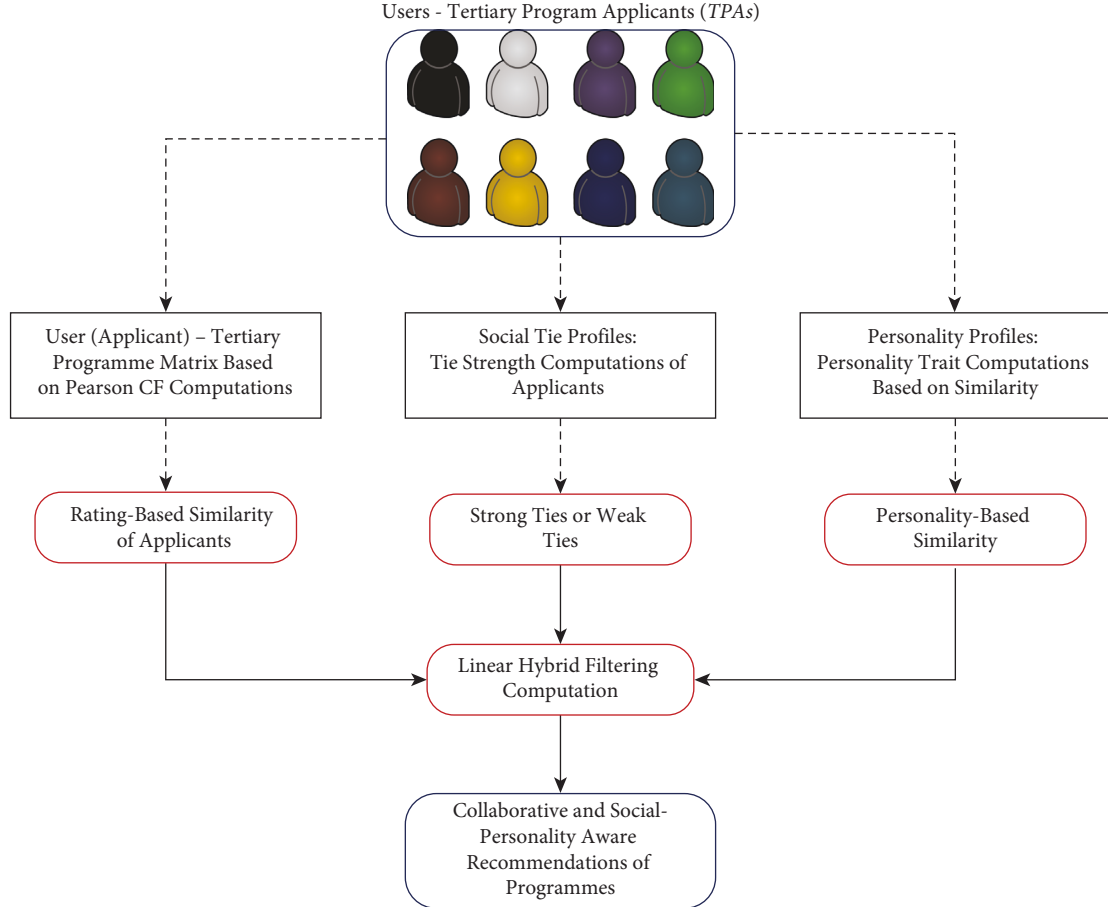 Users - Tertiary Program Applicants (TPAs)
User (Applicant) – Tertiary
Programme Matrix Based
on Pearson CF Computations
Social Tie Profiles:
Tie Strength Computations of
Applicants
Personality Profiles:
Personality Trait Computations
Based on Similarity
Rating-Based Similarity
of Applicants
Strong Ties or Weak
Ties
Personality-Based
Similarity
Linear Hybrid Filtering
Computation
Collaborative and Social-
Personality Aware
Recommendations of
Programmes